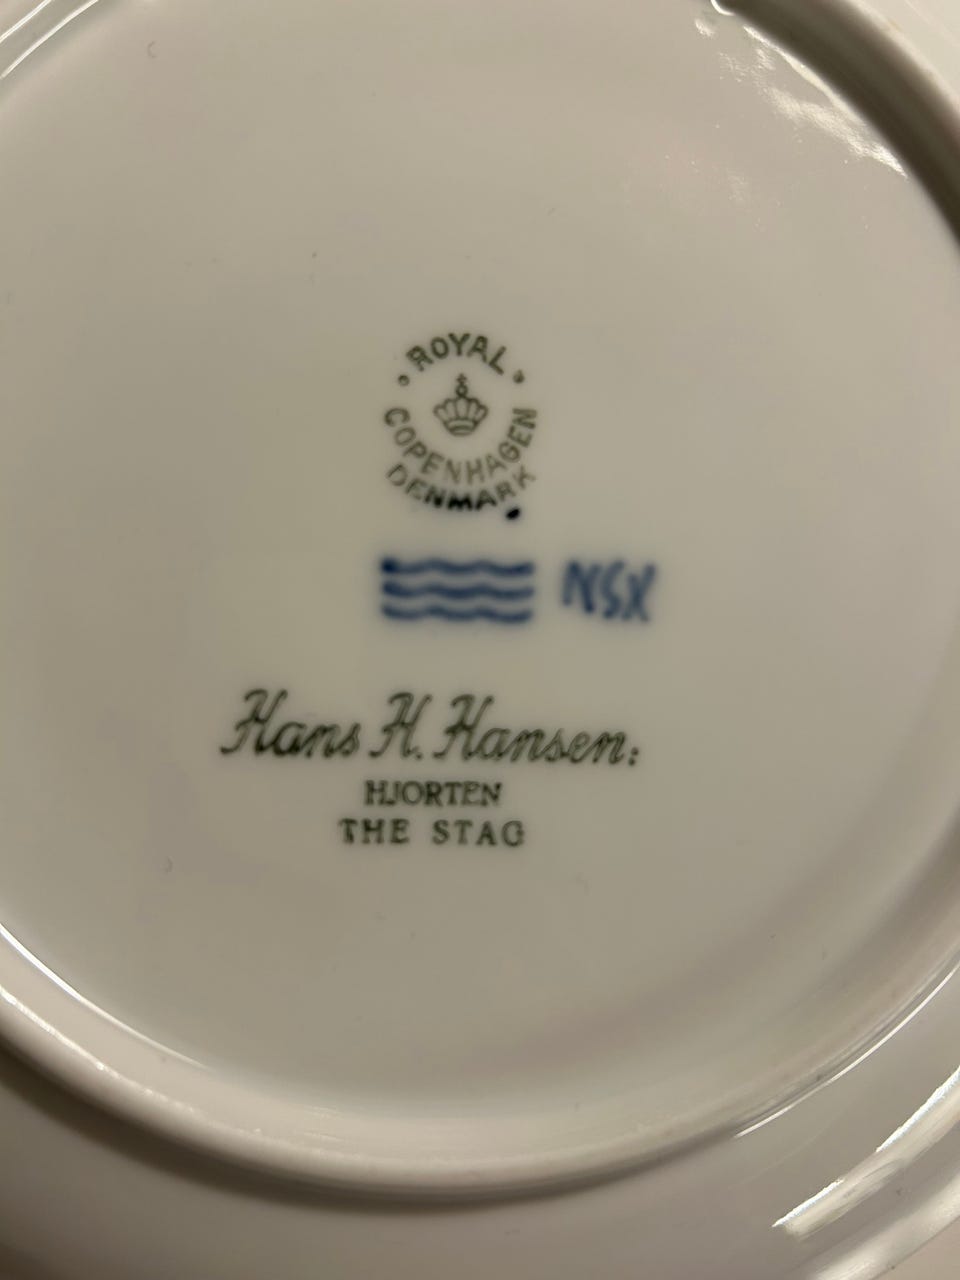 ROYAL
COPENHAGEN
DENMARK
NSX
Hans H. Hansen:
HJORTEN
THE STAG